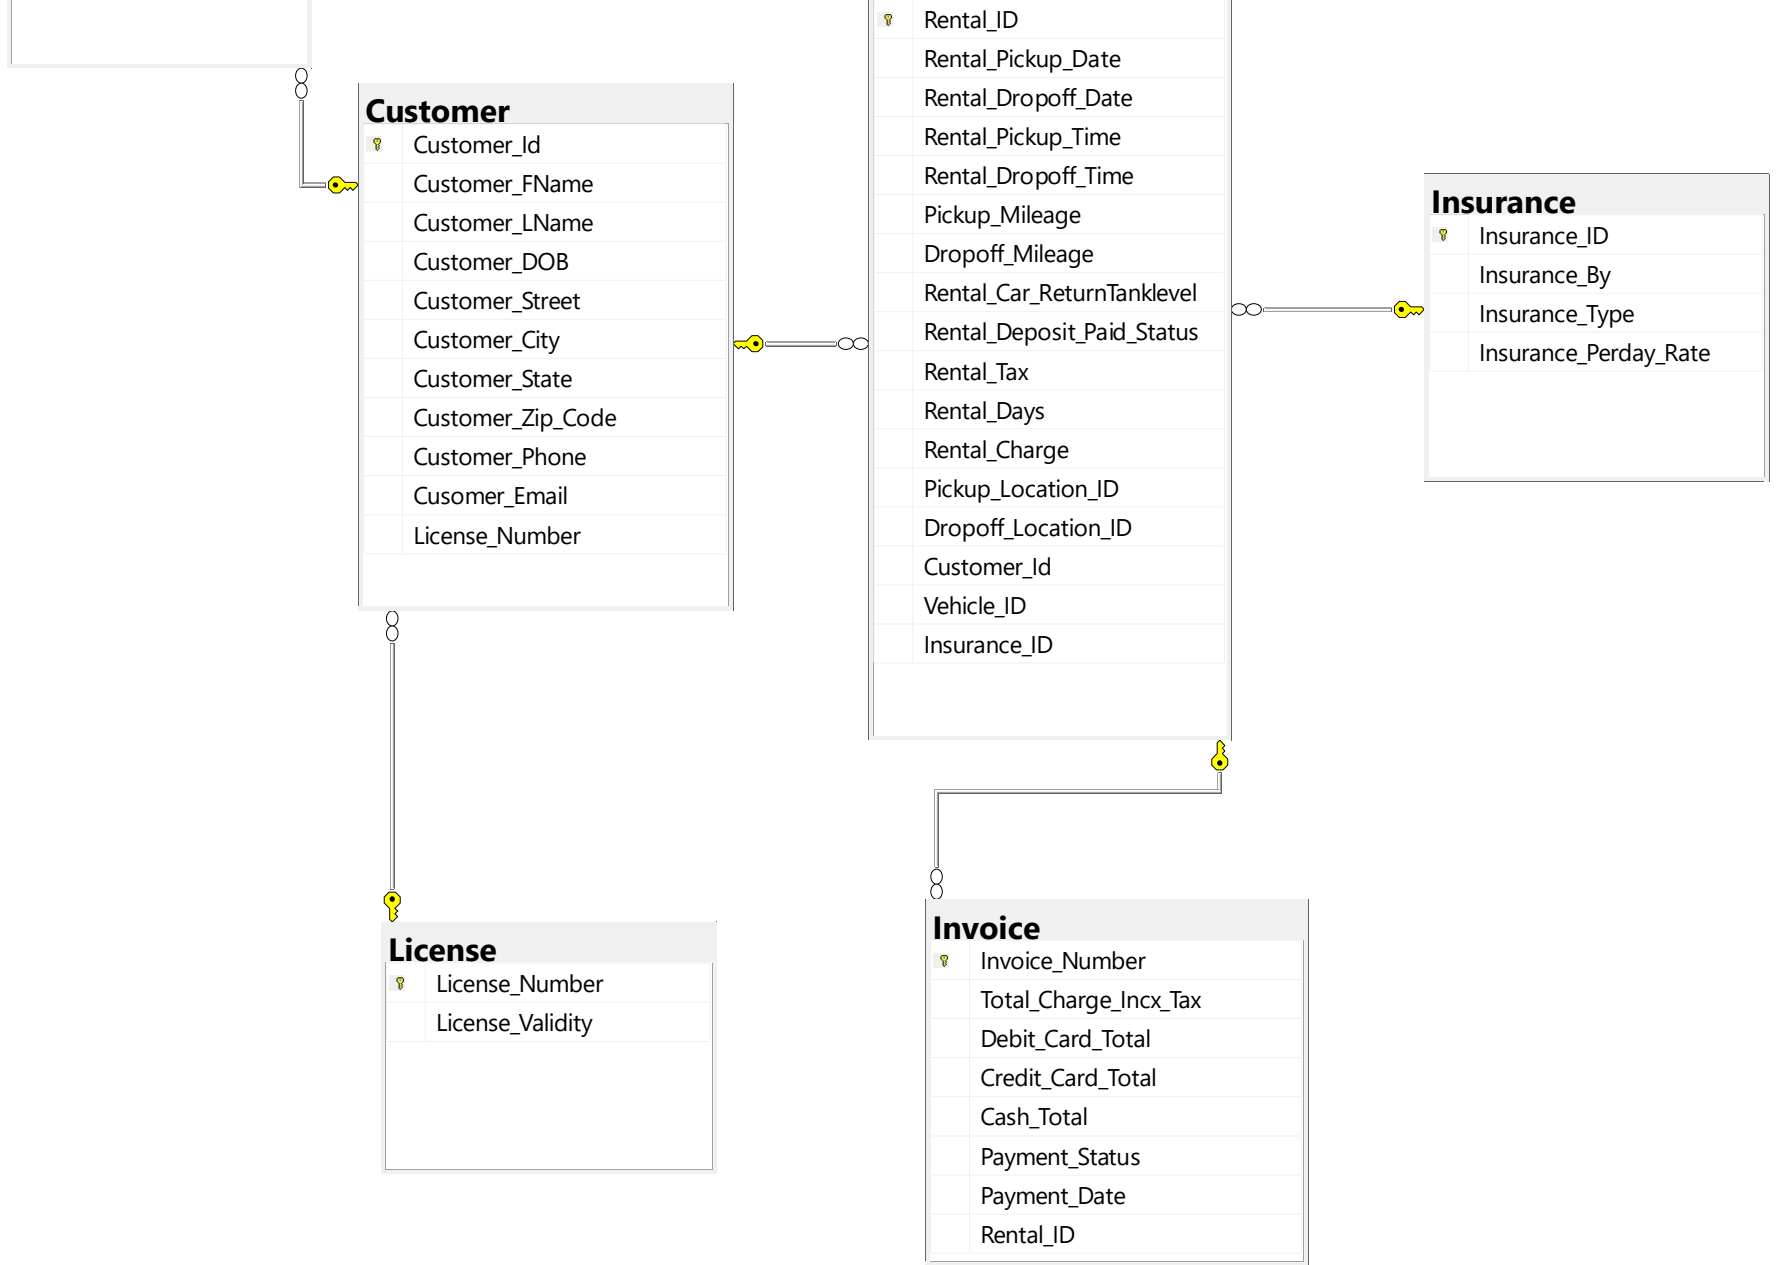 Customer
Customer_Id
Customer_FName
Customer_LName
Customer_DOB
Customer_Street
Customer_City
Customer_State
Customer_Zip_Code
Customer_Phone
Cusomer_Email
License_Number
Rental_ID
Rental_Pickup_Date
Rental_Dropoff_Date
Rental_Pickup_Time
Rental_Dropoff_Time
Pickup_Mileage
Dropoff_Mileage
Rental_Car_ReturnTanklevel
Rental_Deposit_Paid_Status
Rental_Tax
Rental_Days
Rental_Charge
Pickup_Location_ID
Dropoff_Location_ID
Customer_Id
Vehicle_ID
Insurance_ID
Insurance
Insurance_ID
Insurance_By
Insurance_Type
Insurance_Perday_Rate
License
License_Number
License_Validity
Invoice
Invoice_Number
Total_Charge_Incx_Tax
Debit_Card_Total
Credit_Card_Total
Cash_Total
Payment_Status
Payment_Date
Rental_ID